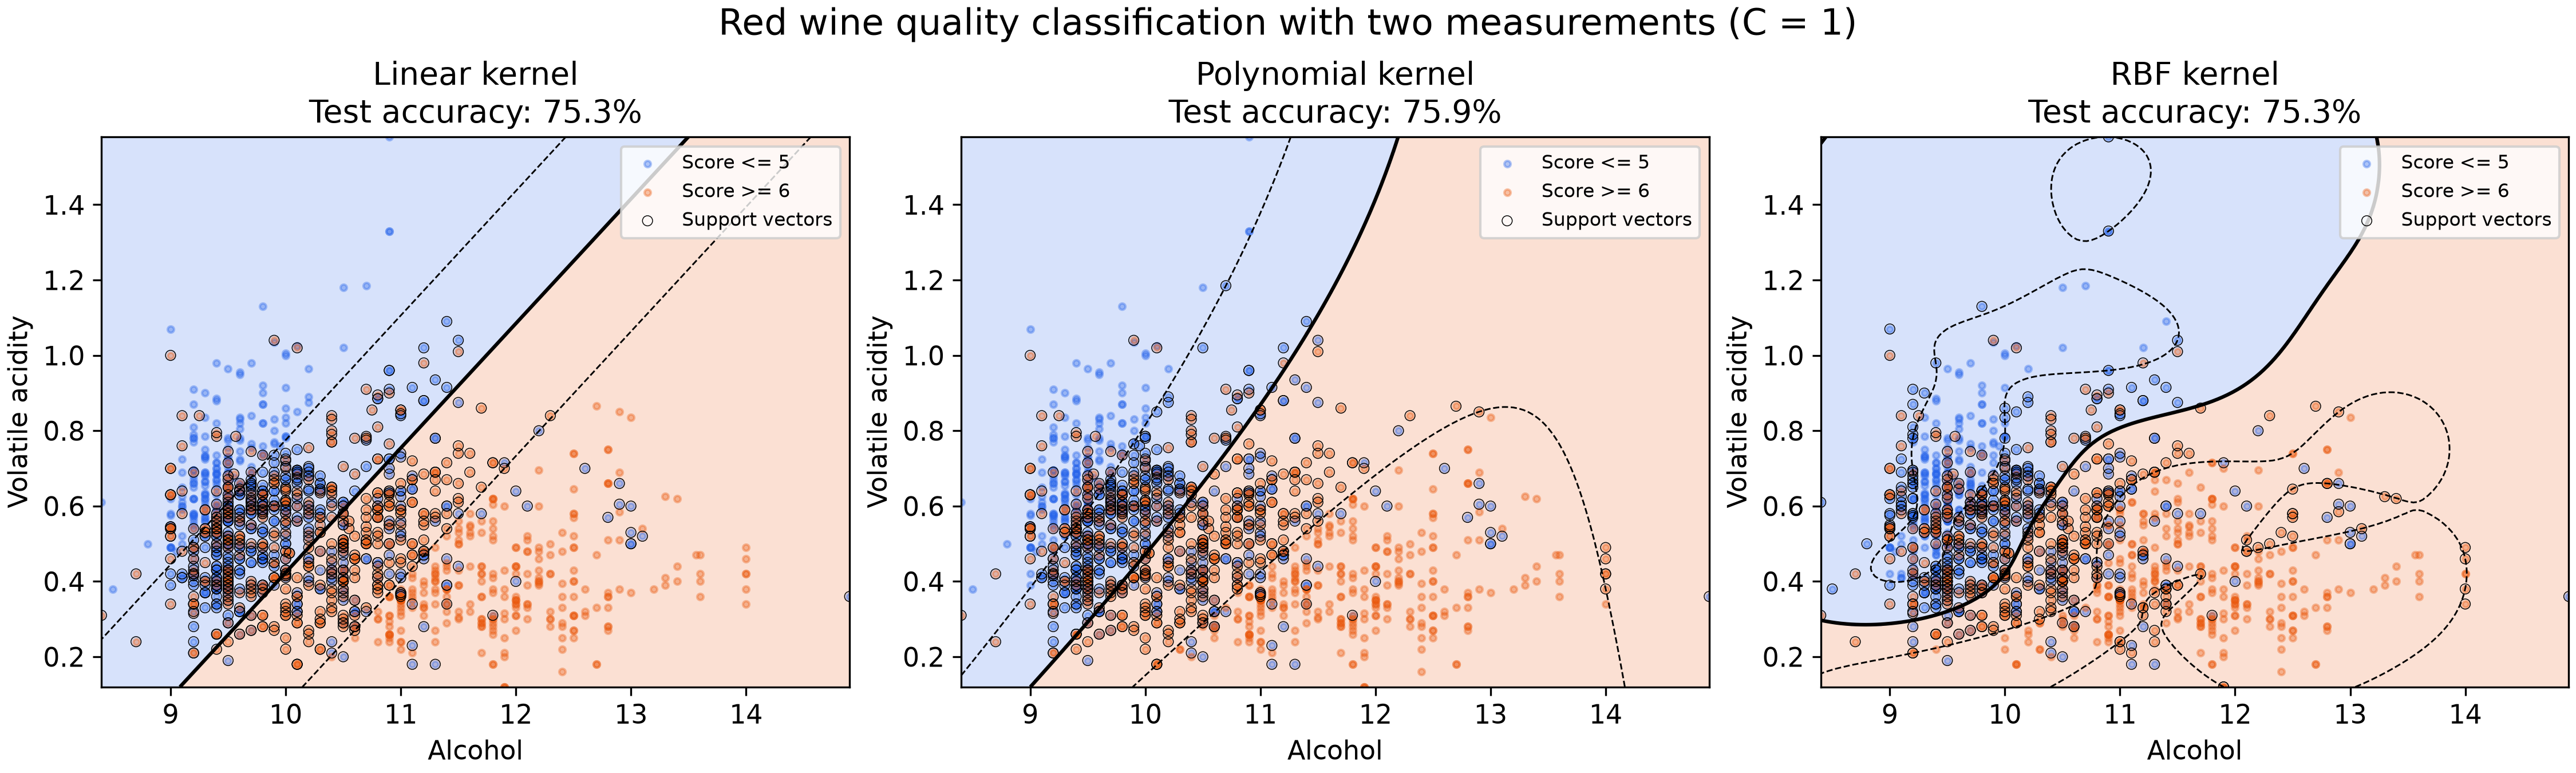 Red wine quality classification with two measurements (C = 1)
Linear kernel
Test accuracy: 75.3%
Volatile acidity
1.4
1.2
1.0
0.8
0.6
0.4
0.2
Score <= 5
Score >= 6
Support vectors
9 10 11 12 13 14
Alcohol
Polynomial kernel
Test accuracy: 75.9%
Volatile acidity
1.4
1.2
1.0
0.8
0.6
0.4
0.2
Score <= 5
Score >= 6
Support vectors
9 10 11 12 13 14
Alcohol
RBF kernel
Test accuracy: 75.3%
Volatile acidity
1.4
1.2
1.0
0.8
0.6
0.4
0.2
Score <= 5
Score >= 6
Support vectors
9 10 11 12 13 14
Alcohol